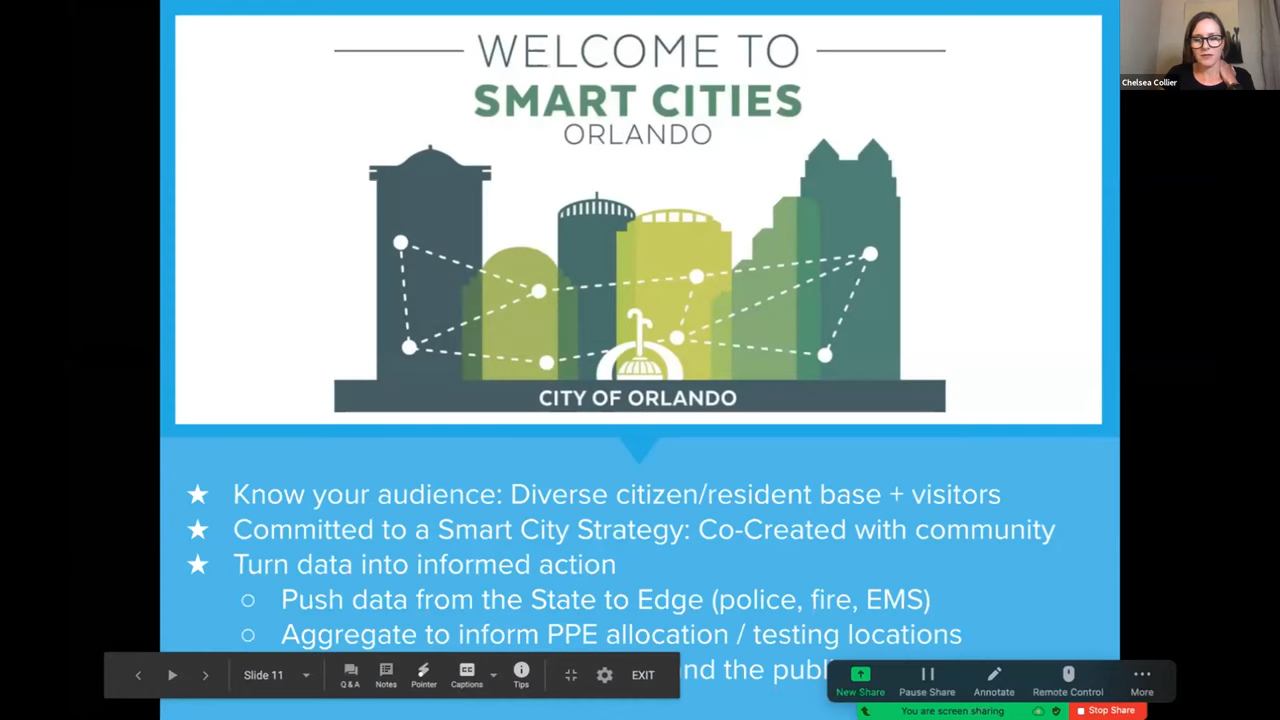 WELCOME TO
SMART CITIES
ORLANDO
CITY OF ORLANDO
Chelsea Collier
★ Know your audience: Diverse citizen/resident base + visitors
★ Committed to a Smart City Strategy: Co-Created with community
★ Turn data into informed action
○ Push data from the State to Edge (police, fire, EMS)
○ Aggregate to inform PPE allocation / testing locations
nd the publ
Slide 11
Q & A
Notes
Pointer
Captions
Tips
EXIT
New Share
Pause Share
Annotate
Remote Control
More
You are screen sharing
Stop Share